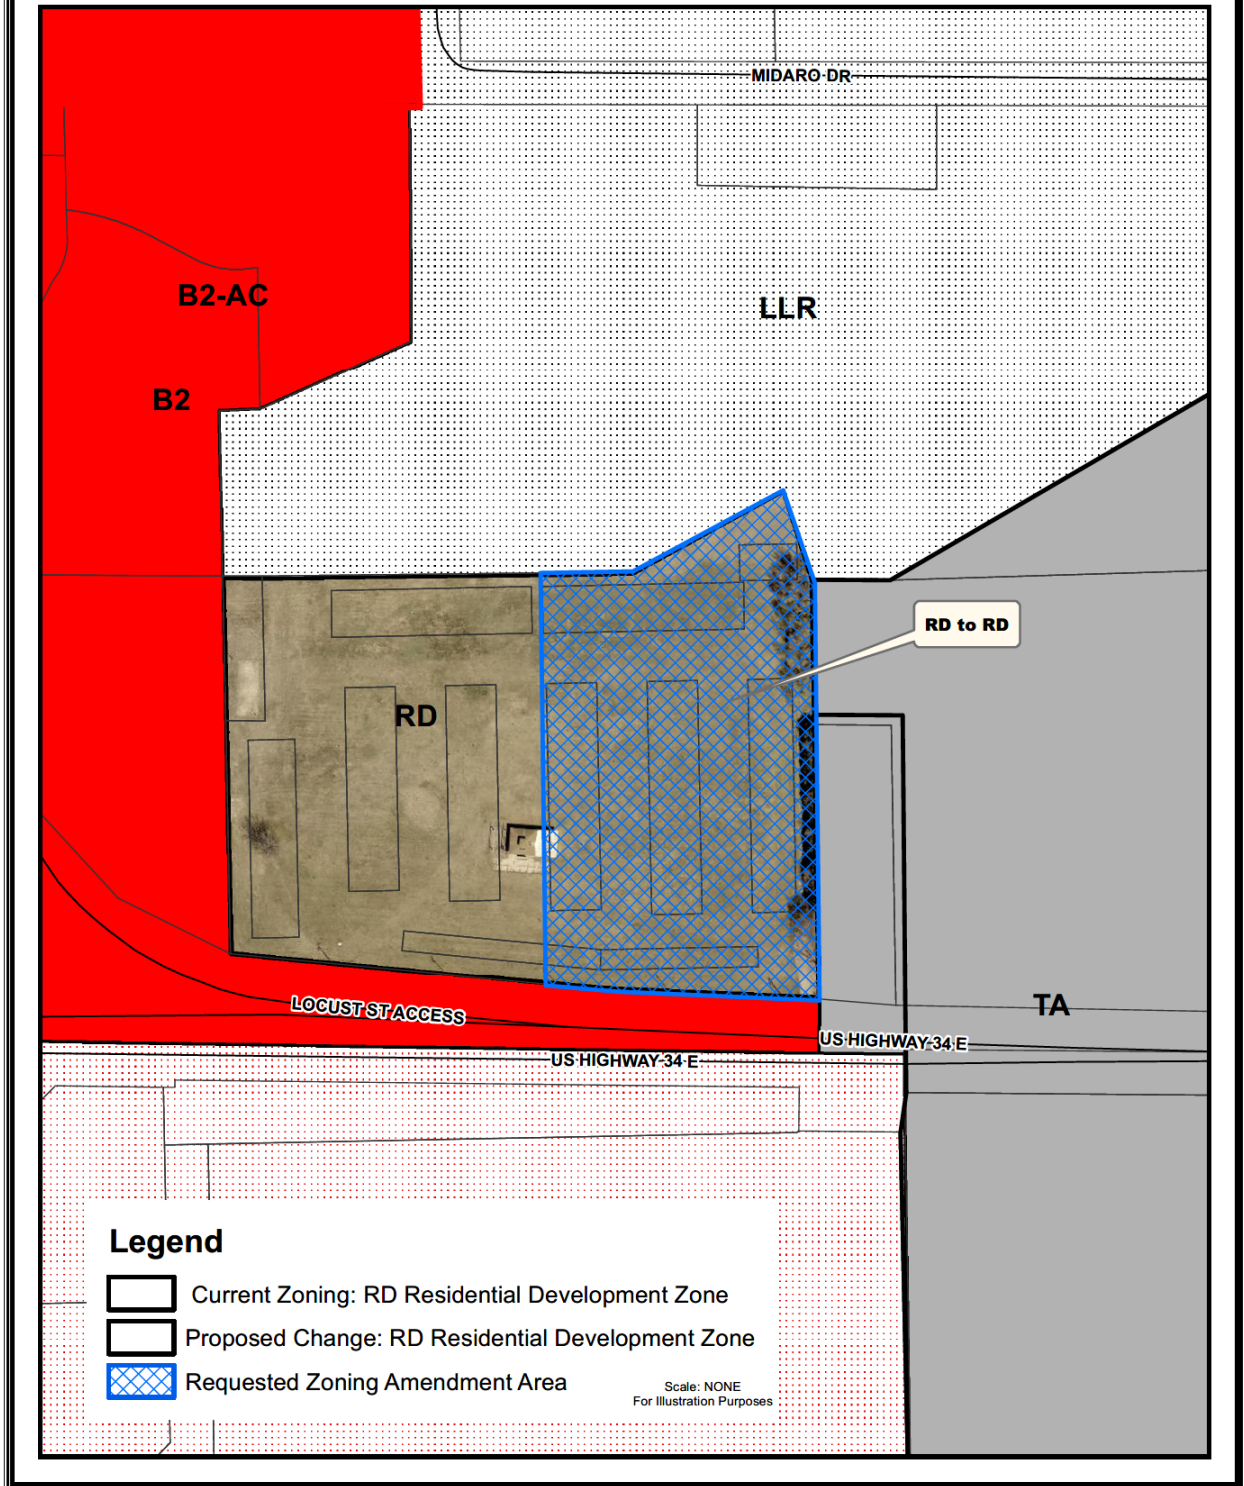 MIDARO DR
B2-AC
LLR
B2
RD to RD
RD
LOCUST ST ACCESS
TA
US HIGHWAY 34 E
US HIGHWAY 34 E
Legend
Current Zoning: RD Residential Development Zone
Proposed Change: RD Residential Development Zone
Requested Zoning Amendment Area
Scale: NONE
For Illustration Purposes